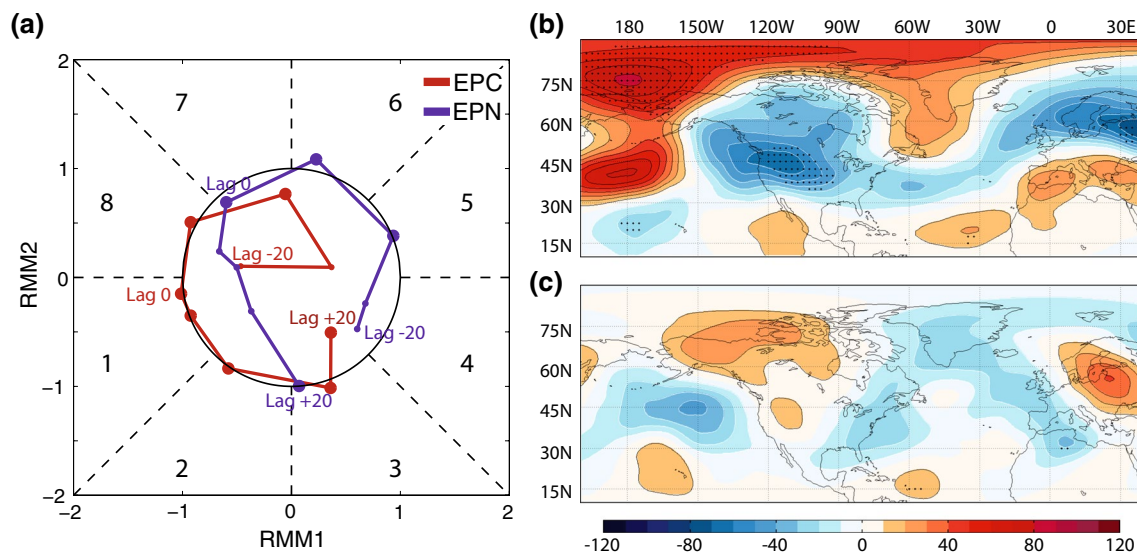 (a)
2
1
0
−1
−2
RMM2
−2
−1
0
1
2
RMM1
7
6
EPC
EPN
8
5
1
4
2
3
Lag 0
Lag -20
Lag 0
Lag +20
Lag -20
Lag +20
(b)
180 150W 120W 90W 60W 30W 0 30E
75N
60N
45N
30N
15N
(c)
75N
60N
45N
30N
15N
-120 -80 -40 0 40 80 120